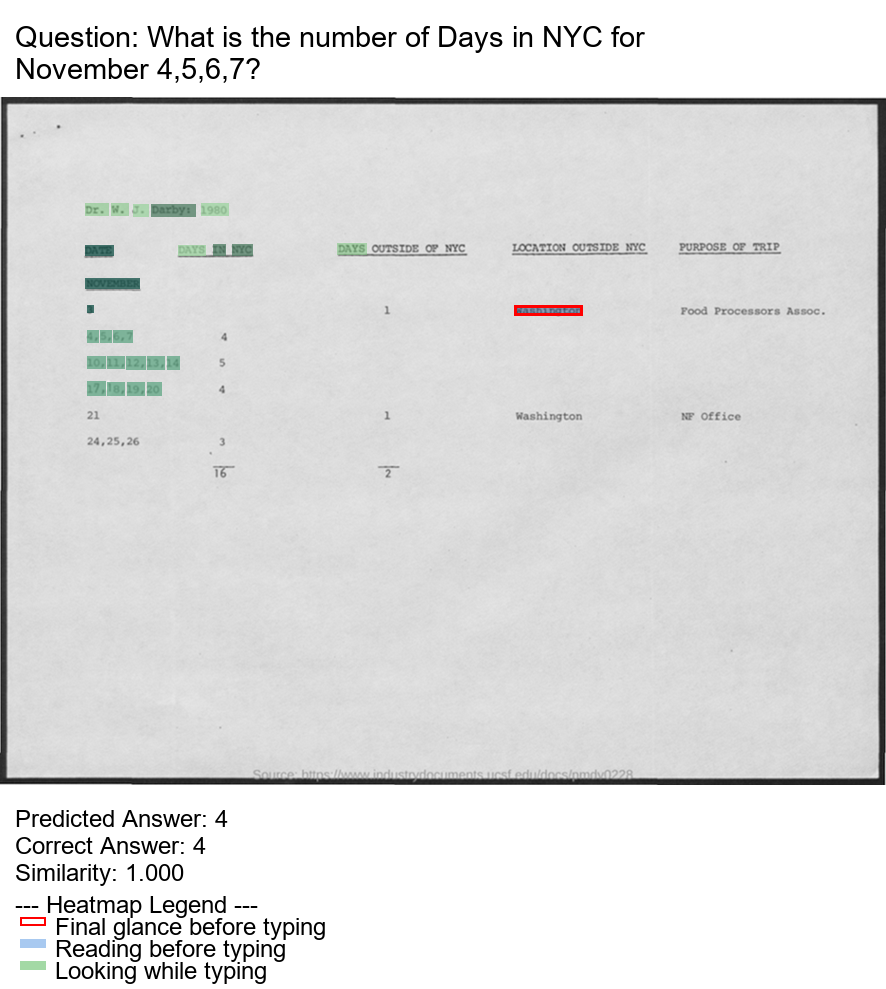 Question: What is the number of Days in NYC for
November 4,5,6,7?
Dr. W. J. Darby: 1980
DATE DAYS IN NYC DAYS OUTSIDE OF NYC LOCATION OUTSIDE NYC PURPOSE OF TRIP
NOVEMBER
1 Washington Food Processors Assoc.
4,5,6,7 4
10,11,12,13,14 5
17,18,19,20 4
21 1 Washington NF Office
24,25,26 3
16 2
Source: https://www.industrydocuments.ucsf.edu/docs/pmdv0228
Predicted Answer: 4
Correct Answer: 4
Similarity: 1.000
--- Heatmap Legend ---
Final glance before typing
Reading before typing
Looking while typing